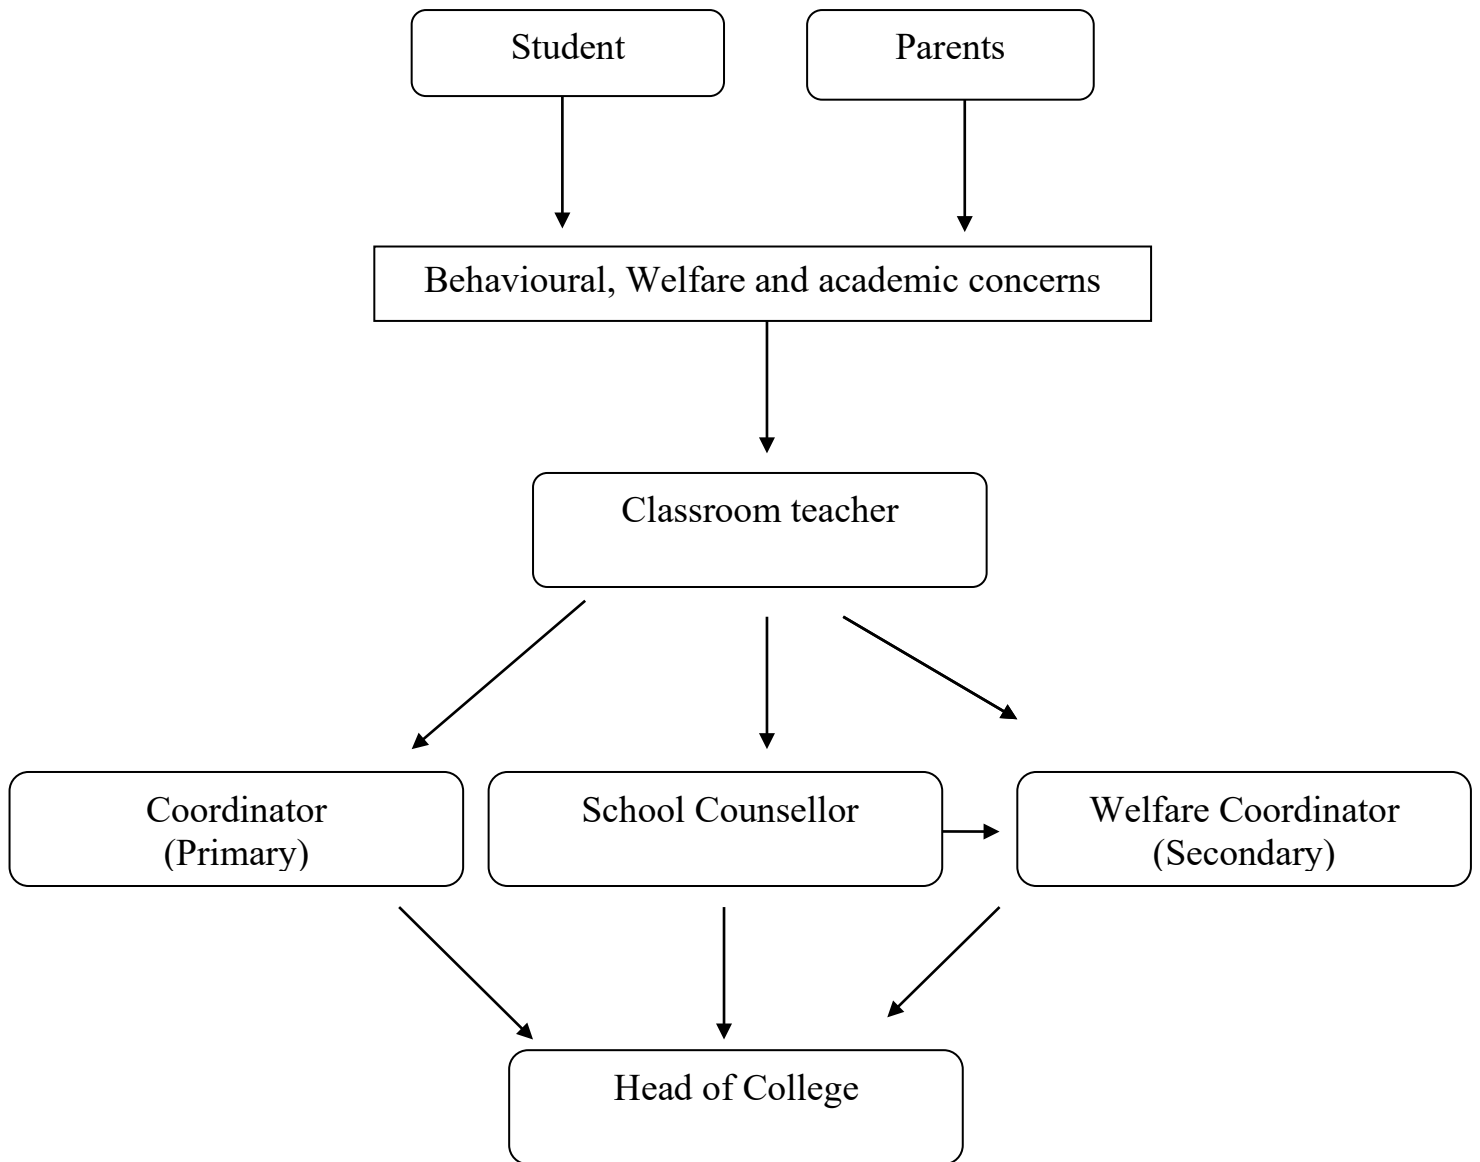 Student
Parents
Behavioural, Welfare and academic concerns
Classroom teacher
Coordinator
(Primary)
School Counsellor
Welfare Coordinator
(Secondary)
Head of College